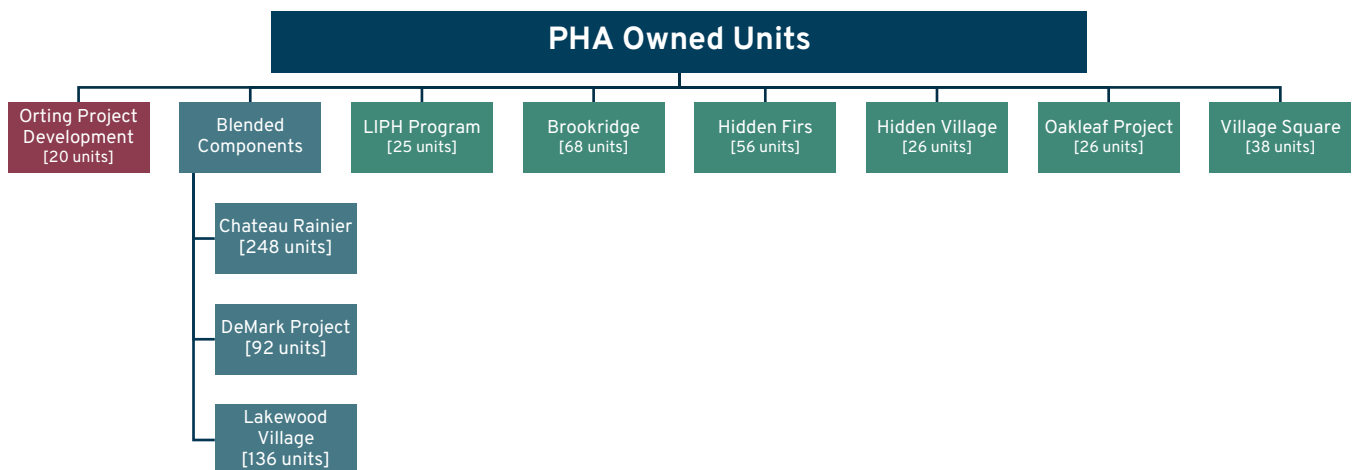 PHA Owned Units
Orting Project
Development
[20 units]
Blended
Components
LIPH Program
[25 units]
Brookridge
[68 units]
Hidden Firs
[56 units]
Hidden Village
[26 units]
Oakleaf Project
[26 units]
Village Square
[38 units]
Chateau Rainier
[248 units]
DeMark Project
[92 units]
Lakewood
Village
[136 units]